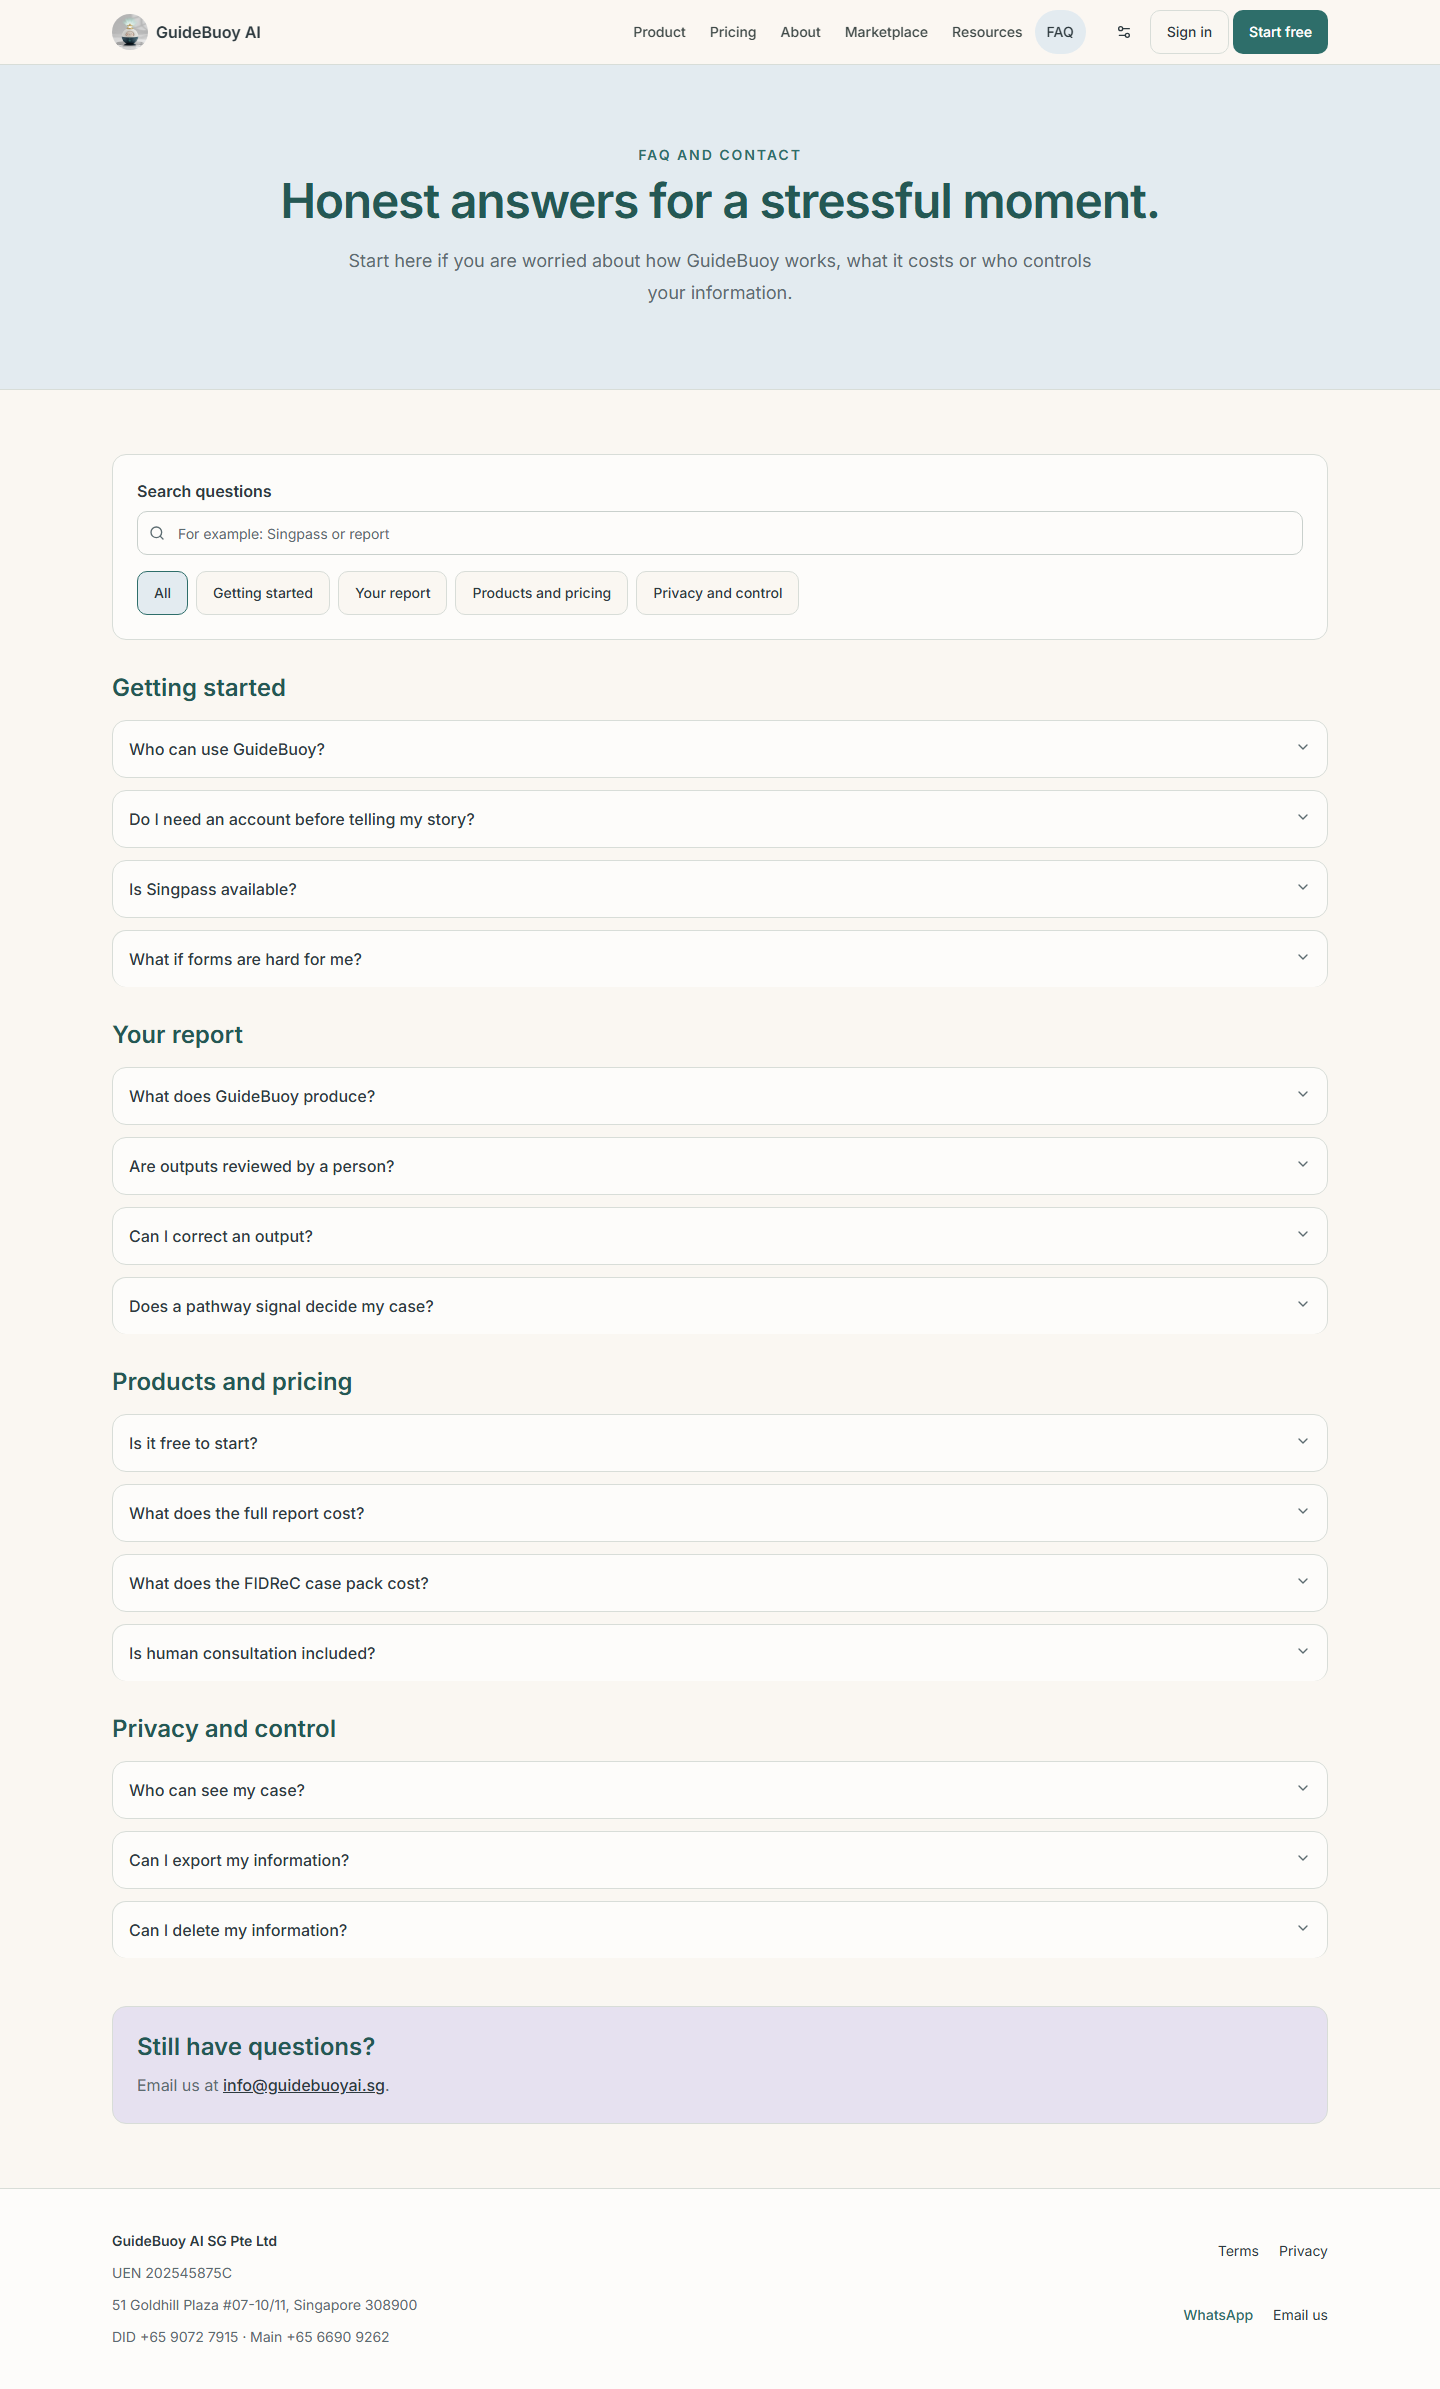 GuideBuoy AI
Product
Pricing
About
Marketplace
Resources
FAQ
Sign in
Start free
FAQ AND CONTACT
Honest answers for a stressful moment.
Start here if you are worried about how GuideBuoy works, what it costs or who controls
your information.
Search questions
For example: Singpass or report
All
Getting started
Your report
Products and pricing
Privacy and control
Getting started
Who can use GuideBuoy?
Do I need an account before telling my story?
Is Singpass available?
What if forms are hard for me?
Your report
What does GuideBuoy produce?
Are outputs reviewed by a person?
Can I correct an output?
Does a pathway signal decide my case?
Products and pricing
Is it free to start?
What does the full report cost?
What does the FIDReC case pack cost?
Is human consultation included?
Privacy and control
Who can see my case?
Can I export my information?
Can I delete my information?
Still have questions?
Email us at info@guidebuoyai.sg.
GuideBuoy AI SG Pte Ltd
UEN 202545875C
51 Goldhill Plaza #07-10/11, Singapore 308900
DID +65 9072 7915 · Main +65 6690 9262
Terms
Privacy
WhatsApp
Email us